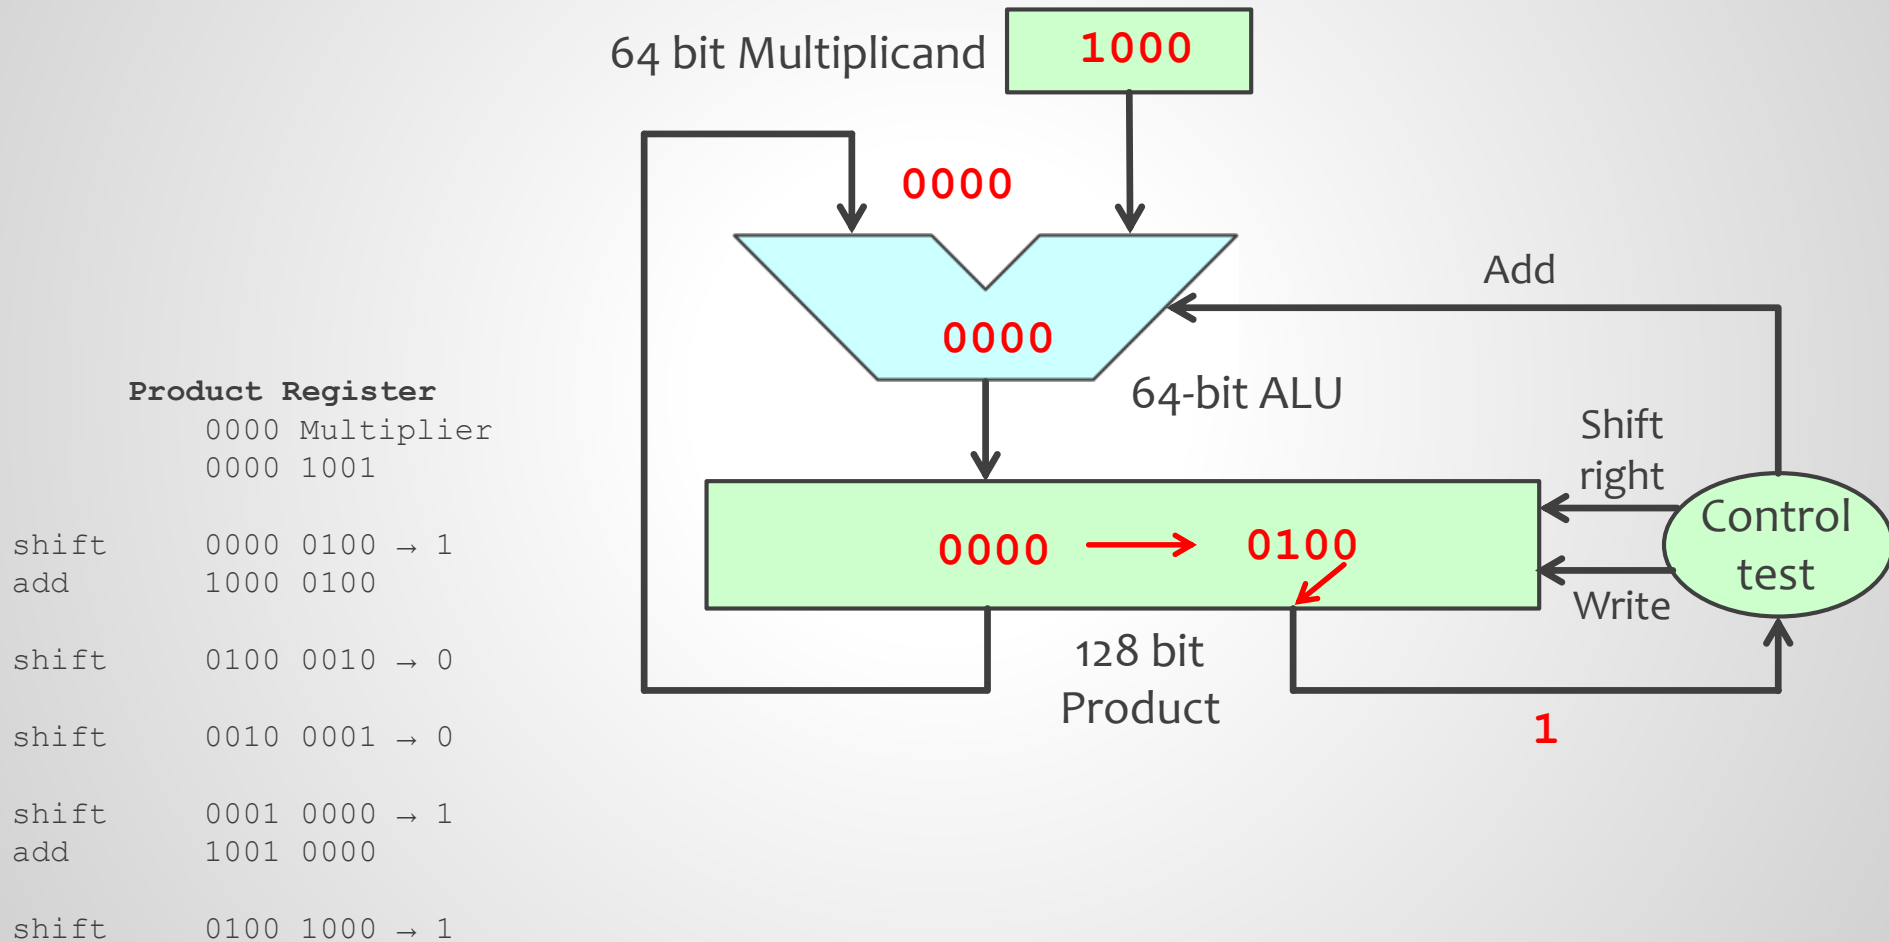 64 bit Multiplicand
1000
0000
Add
0000
64-bit ALU
Product Register
0000 Multiplier
0000 1001
shift 0000 0100 → 1
add 1000 0100
shift 0100 0010 → 0
shift 0010 0001 → 0
shift 0001 0000 → 1
add 1001 0000
shift 0100 1000 → 1
Shift
right
Control
test
0000
0100
Write
128 bit
Product
1